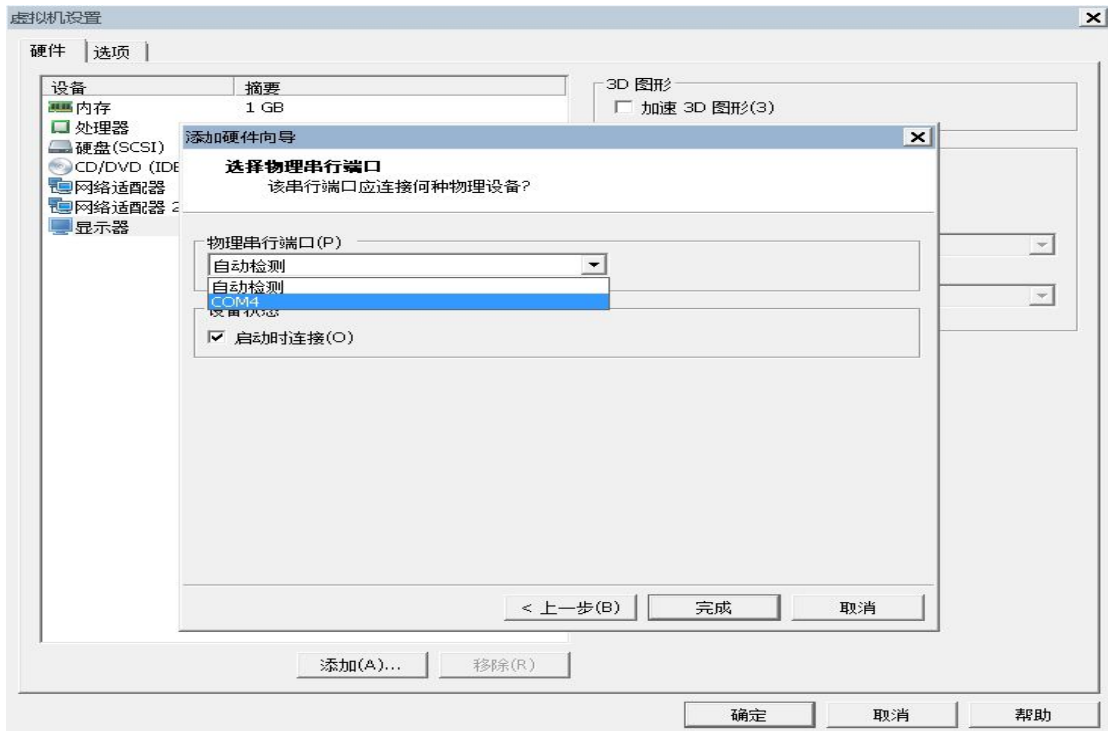 虚拟机设置
硬件 选项
设备 摘要
内存 1 GB
处理器
硬盘(SCSI)
CD/DVD (IDE
网络适配器
网络适配器 2
显示器
3D 图形
加速 3D 图形(3)
添加硬件向导
选择物理串行端口
该串行端口应连接何种物理设备?
物理串行端口(P)
自动检测
自动检测
COM4
设备状态
启动时连接(O)
< 上一步(B) 完成 取消
添加(A)... 移除(R)
确定 取消 帮助